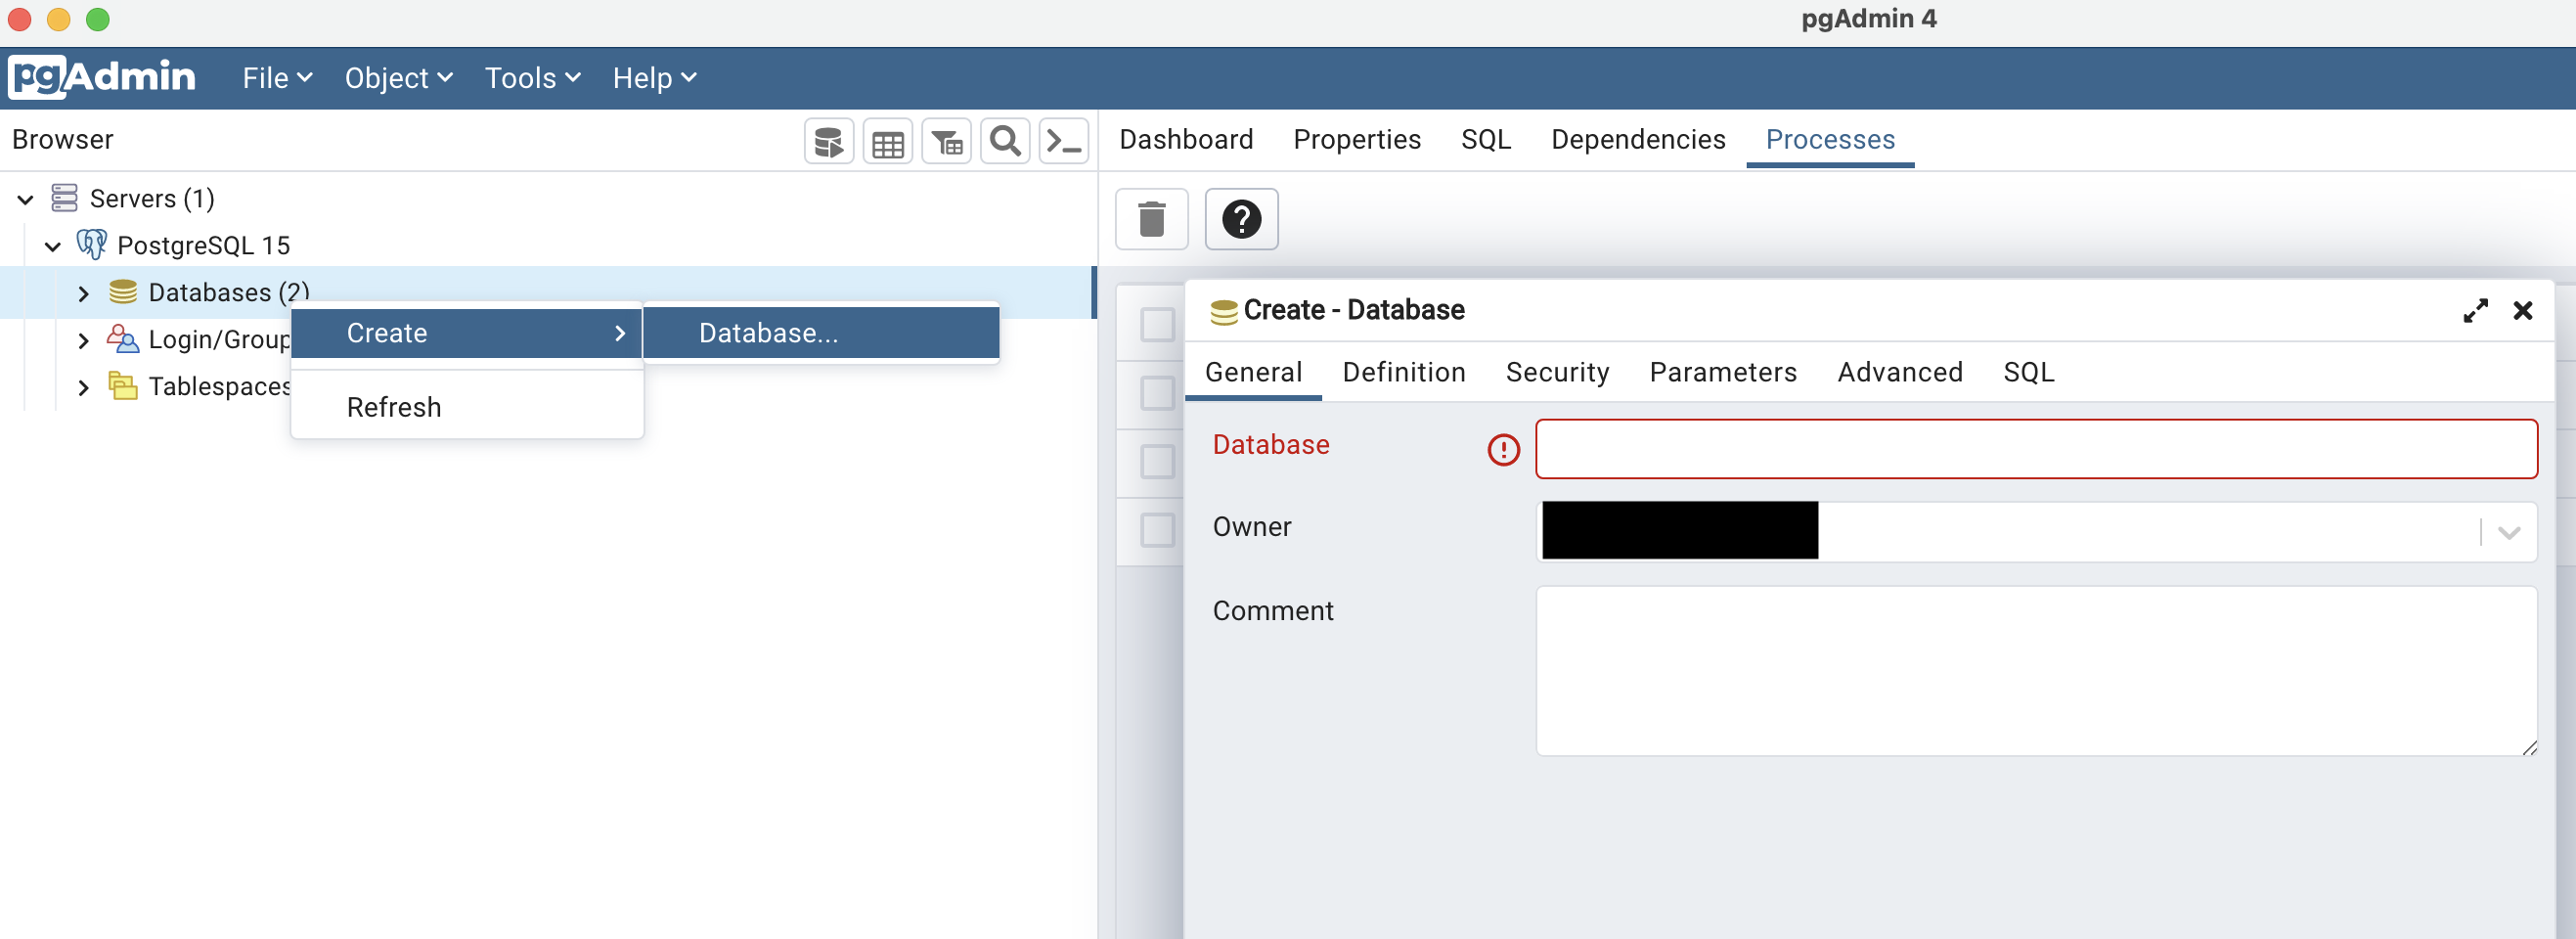 pgAdmin 4
pgAdmin File Object Tools Help
Browser
Dashboard Properties SQL Dependencies Processes
Servers (1)
PostgreSQL 15
Databases (2)
Login/Group
Tablespaces
Create
Database...
Refresh
Create - Database
General Definition Security Parameters Advanced SQL
Database
Owner
Comment